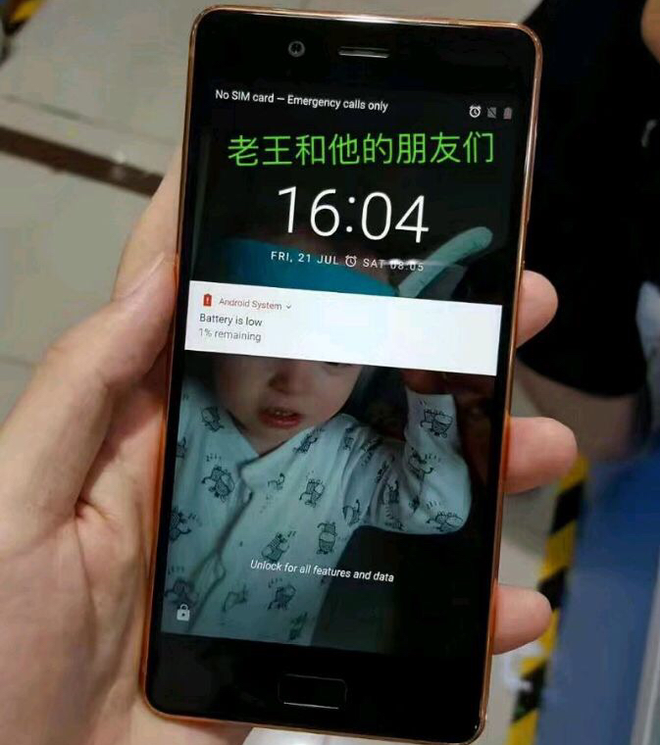 No SIM card – Emergency calls only
老王和他的朋友们
16:04
FRI, 21 JUL SAT 08:05
Android System
Battery is low
1% remaining
Unlock for all features and data